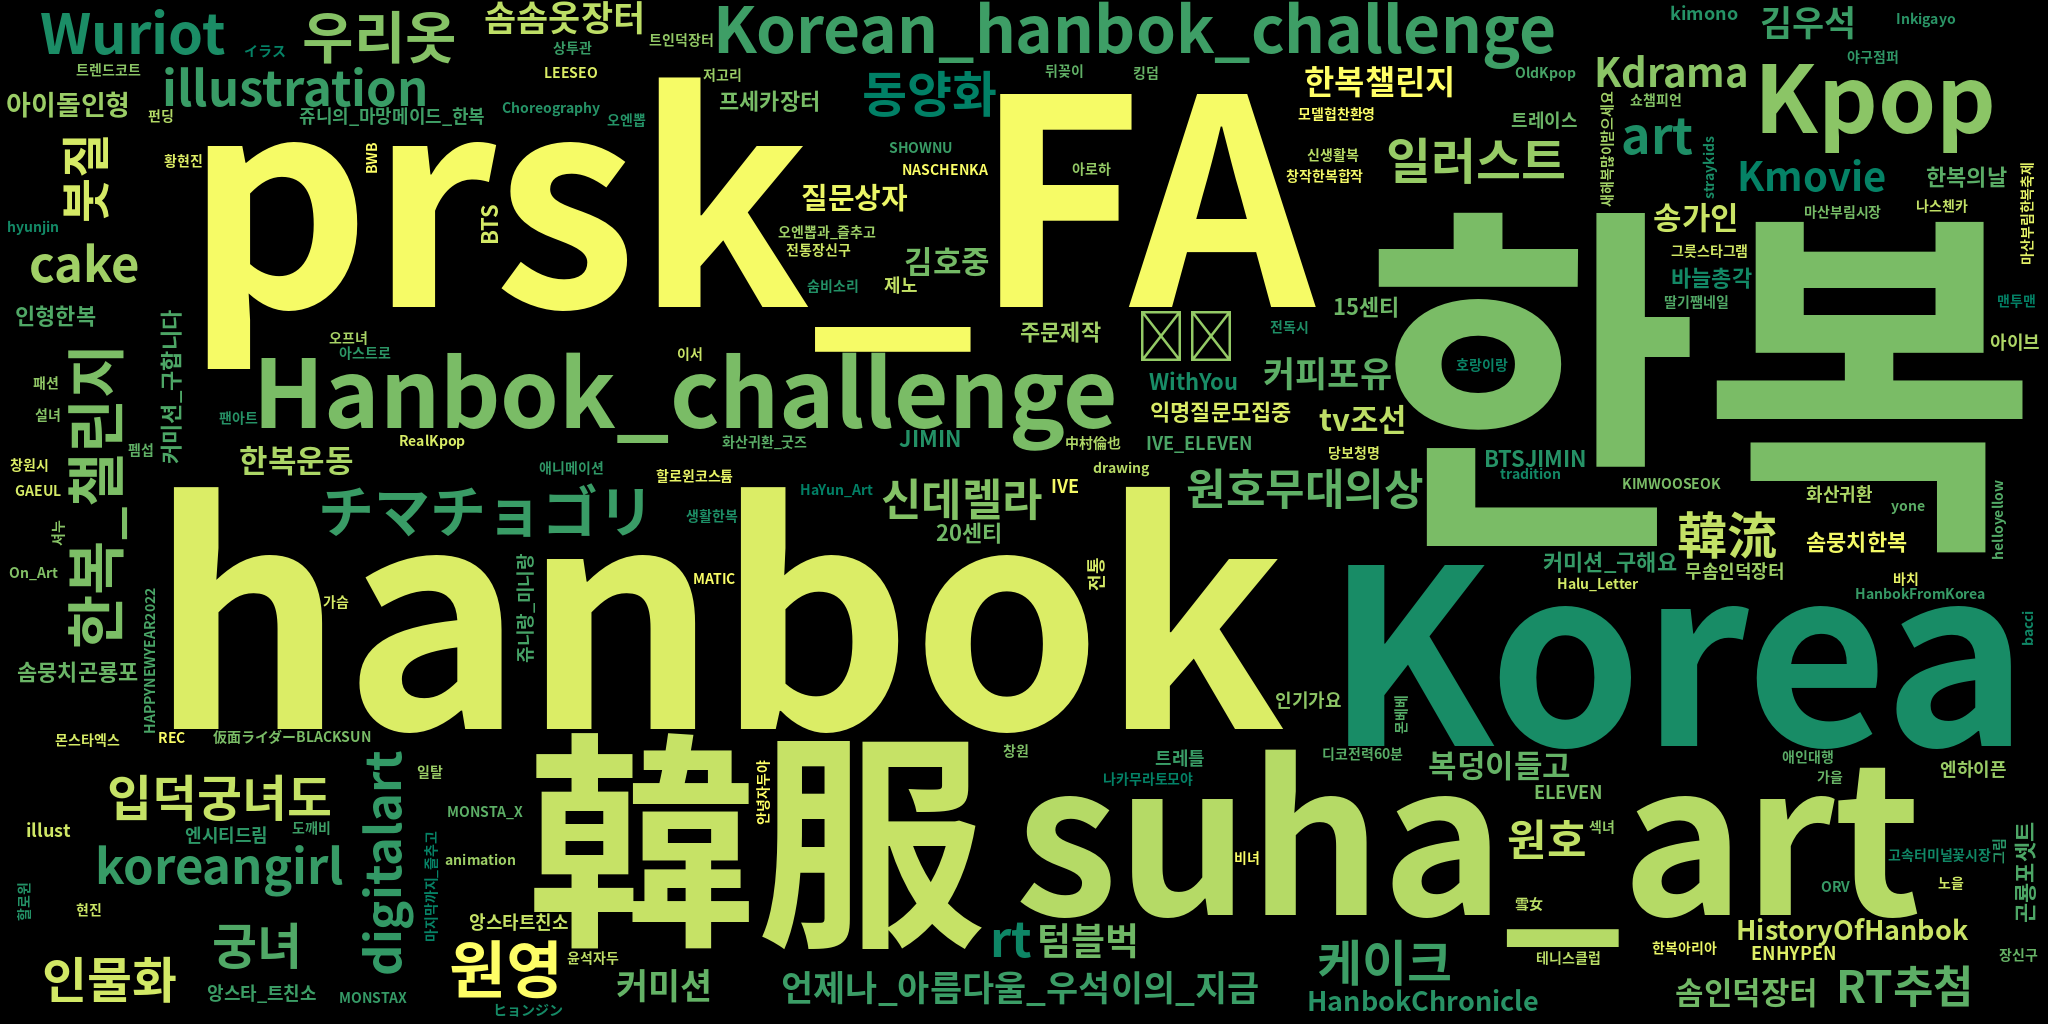 Wuriot
イラス
우리옷
솜솜옷장터
상투관
트인덕장터
Korean_hanbok_challenge
kimono
김우석
Inkigayo
트렌드코트
illustration
LEESEO
저고리
동양화
뒤꽂이
킹덤
한복챌린지
OldKpop
Kdrama
야구점퍼
Kpop
아이돌인형
펀딩
쥬니의_마망메이드_한복
Choreography
오엔뽑
프세카장터
모델협찬환영
트레이스
새해복많이받으세요
쇼챔피언
art
straykids
붓질
황현진
BWB
prsk_FA
SHOWNU
NASCHENKA
아로하
신생활복
창작한복합작
일러스트
Kmovie
한복의날
마산부림한복축제
hyunjin
BTS
질문상자
오엔뽑과_즐추고
전통장신구
송가인
마산부림시장
나스첸카
cake
김호중
숨비소리
제노
한복
그릇스타그램
바늘총각
딸기쨈네일
맨투맨
인형한복
커미션_구합니다
오프녀
아스트로
이서
주문제작
전독시
15센티
아이브
한복_챌린지
패션
설녀
팬아트
Hanbok_challenge
WithYou
커피포유
호랑이랑
익명질문모집중
tv조선
창원시
GAEUL
펨섭
한복운동
RealKpop
애니메이션
화산귀환_굿즈
JIMIN
中村倫也
IVE_ELEVEN
drawing
당보청명
BTSJIMIN
tradition
KIMWOOSEOK
할로윈코스튬
HaYun_Art
IVE
원호무대의상
화산귀환
yone
helloyellow
셔누
チマチョゴリ
생활한복
신데렐라
20센티
韓流
솜뭉치한복
On_Art
hanbok
쥬니랑_미니랑
MATIC
전통
가슴
커미션_구해요
무솜인덕장터
Halu_Letter
바치
HanbokFromKorea
HAPPYNEWYEAR2022
Korea
bacci
솜뭉치곤룡포
인기가요
몬베베
몬스타엑스
REC
仮面ライダーBLACKSUN
韓服
안녕자두야
창원
트레틀
나카무라토모야
디코전력60분
복덩이들고
애인대행
가을
엔하이픈
입덕궁녀도
digitalart
일탈
suha_art
ELEVEN
illust
엔시티드림
도깨비
MONSTA_X
animation
마지막까지_즐추고
비녀
원호
섹녀
고속터미널꽃시장
그림
곤룡포셋트
koreangirl
할로윈
현진
ORV
노을
雪女
궁녀
앙스타트친소
rt
텀블벅
HistoryOfHanbok
한복아리아
ENHYPEN
장신구
인물화
앙스타_트친소
MONSTAX
원영
윤석자두
ヒョンジン
커미션
언제나_아름다울_우석이의_지금
케이크
HanbokChronicle
테니스클럽
솜인덕장터
RT추첨